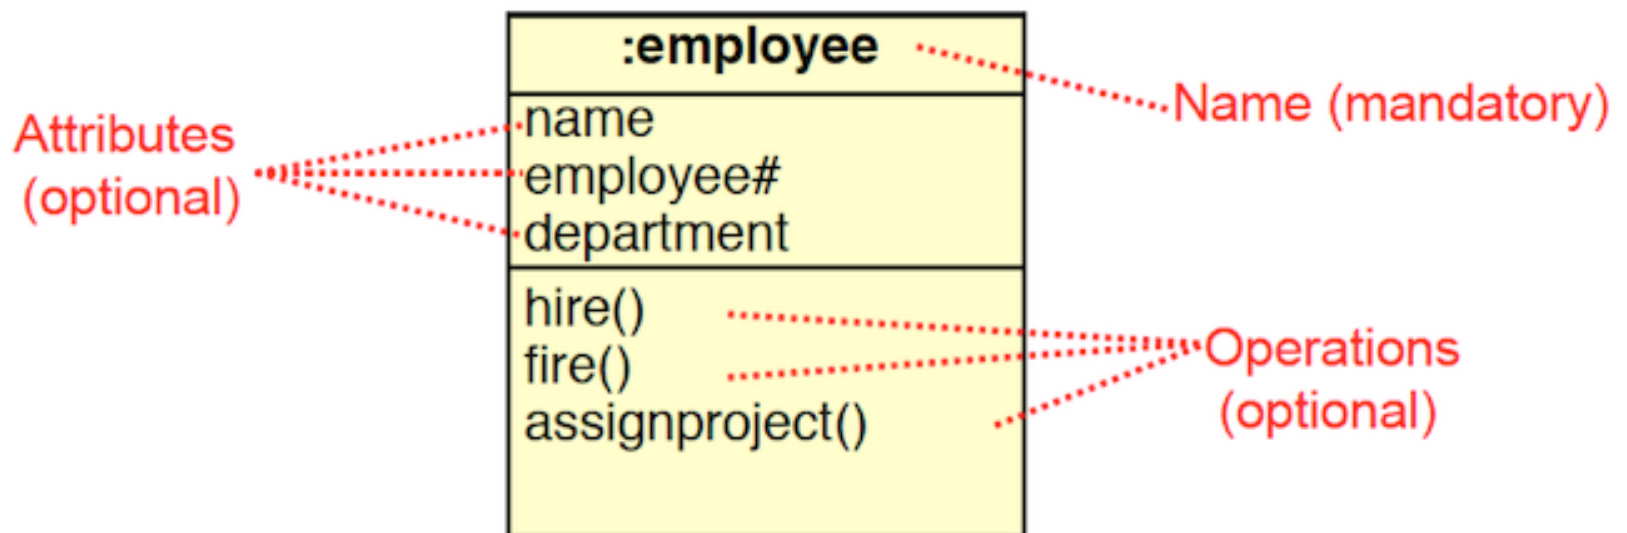 :employee
Name (mandatory)
Attributes
(optional)
name
employee#
department
hire()
fire()
assignproject()
Operations
(optional)